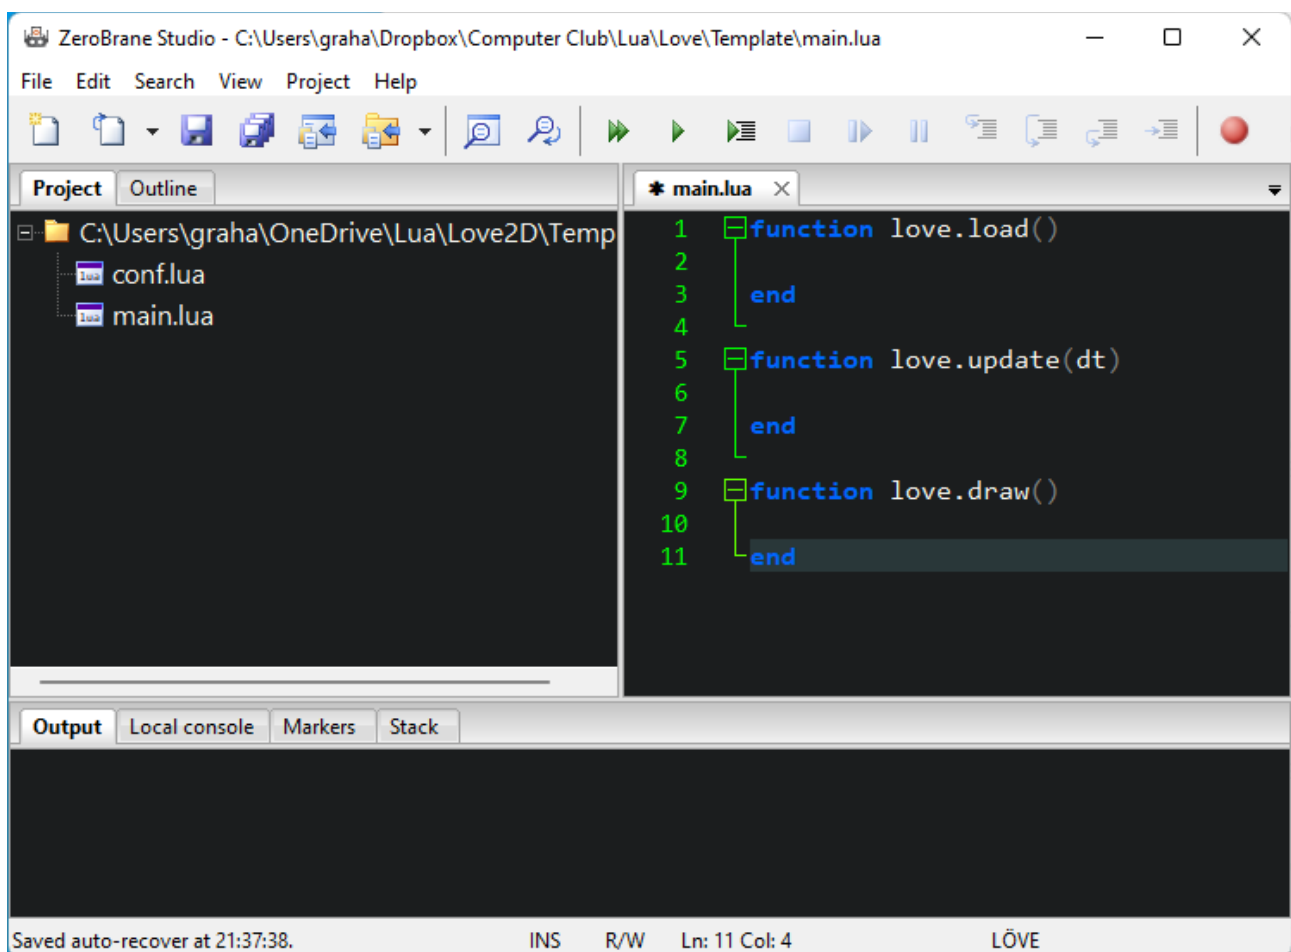 ZeroBrane Studio - C:\Users\graha\Dropbox\Computer Club\Lua\Love\Template\main.lua
File Edit Search View Project Help
Project Outline
C:\Users\graha\OneDrive\Lua\Love2D\Temp
conf.lua
main.lua
✱ main.lua
1 function love.load()
2
3 end
4
5 function love.update(dt)
6
7 end
8
9 function love.draw()
10
11 end
Output Local console Markers Stack
Saved auto-recover at 21:37:38. INS R/W Ln: 11 Col: 4 LÖVE